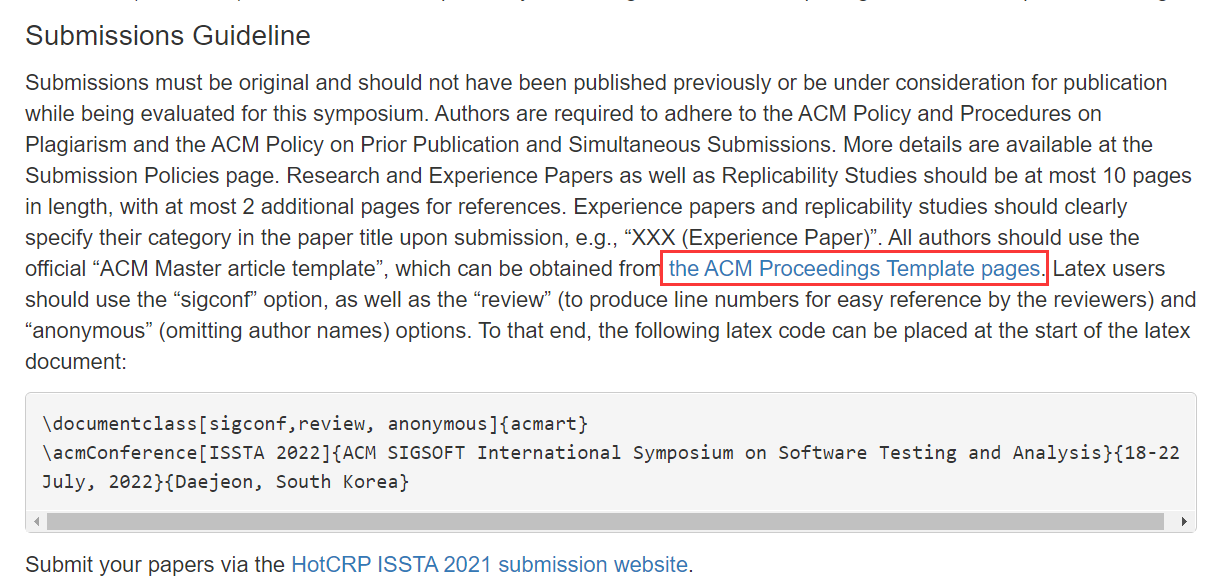 Submissions Guideline
Submissions must be original and should not have been published previously or be under consideration for publication
while being evaluated for this symposium. Authors are required to adhere to the ACM Policy and Procedures on
Plagiarism and the ACM Policy on Prior Publication and Simultaneous Submissions. More details are available at the
Submission Policies page. Research and Experience Papers as well as Replicability Studies should be at most 10 pages
in length, with at most 2 additional pages for references. Experience papers and replicability studies should clearly
specify their category in the paper title upon submission, e.g., “XXX (Experience Paper)”. All authors should use the
official “ACM Master article template”, which can be obtained from the ACM Proceedings Template pages. Latex users
should use the “sigconf” option, as well as the “review” (to produce line numbers for easy reference by the reviewers) and
“anonymous” (omitting author names) options. To that end, the following latex code can be placed at the start of the latex
document:
\documentclass[sigconf,review, anonymous]{acmart}
\acmConference[ISSTA 2022]{ACM SIGSOFT International Symposium on Software Testing and Analysis}{18-22
July, 2022}{Daejeon, South Korea}
Submit your papers via the HotCRP ISSTA 2021 submission website.